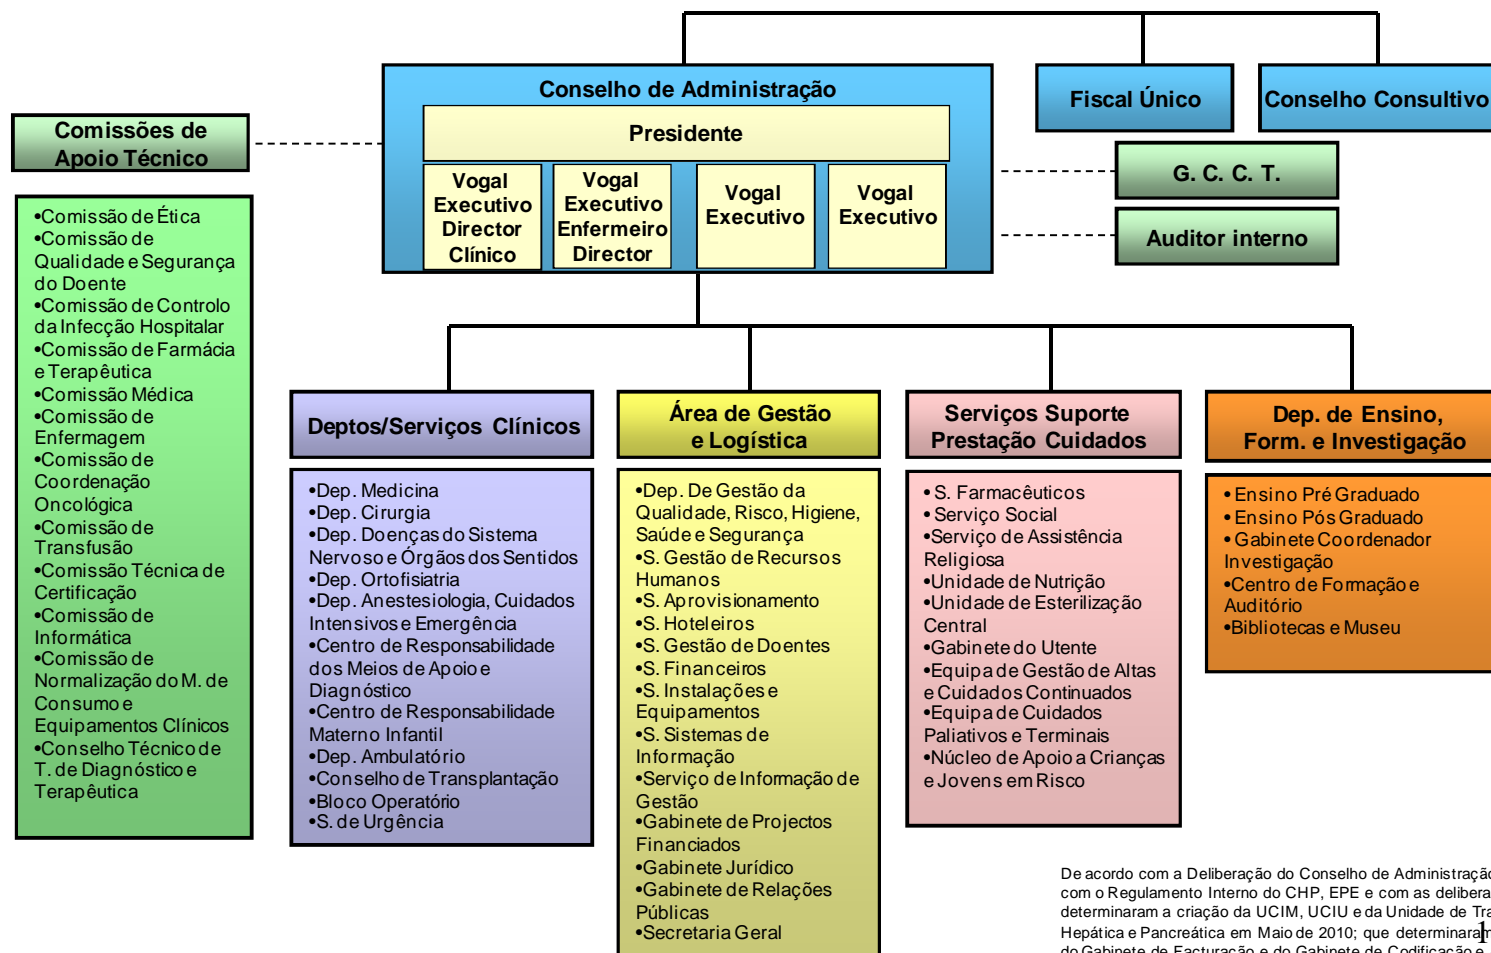 Conselho de Administração
Presidente
Vogal
Executivo
Director
Clínico
Vogal
Executivo
Enfermeiro
Director
Vogal
Executivo
Vogal
Executivo
Fiscal Único
Conselho Consultivo
G. C. C. T.
Auditor interno
Comissões de
Apoio Técnico
•Comissão de Ética
•Comissão de
Qualidade e Segurança
do Doente
•Comissão de Controlo
da Infecção Hospitalar
•Comissão de Farmácia
e Terapêutica
•Comissão Médica
•Comissão de
Enfermagem
•Comissão de
Coordenação
Oncológica
•Comissão de
Transfusão
•Comissão Técnica de
Certificação
•Comissão de
Informática
•Comissão de
Normalização do M. de
Consumo e
Equipamentos Clínicos
•Conselho Técnico de
T. de Diagnóstico e
Terapêutica
Deptos/Serviços Clínicos
•Dep. Medicina
•Dep. Cirurgia
•Dep. Doenças do Sistema
Nervoso e Órgãos dos Sentidos
•Dep. Ortofisiatria
•Dep. Anestesiologia, Cuidados
Intensivos e Emergência
•Centro de Responsabilidade
dos Meios de Apoio e
Diagnóstico
•Centro de Responsabilidade
Materno Infantil
•Dep. Ambulatório
•Conselho de Transplantação
•Bloco Operatório
•S. de Urgência
Área de Gestão
e Logística
•Dep. De Gestão da
Qualidade, Risco, Higiene,
Saúde e Segurança
•S. Gestão de Recursos
Humanos
•S. Aprovisionamento
•S. Hoteleiros
•S. Gestão de Doentes
•S. Financeiros
•S. Instalações e
Equipamentos
•S. Sistemas de
Informação
•Serviço de Informação de
Gestão
•Gabinete de Projectos
Financiados
•Gabinete Jurídico
•Gabinete de Relações
Públicas
•Secretaria Geral
Serviços Suporte
Prestação Cuidados
• S. Farmacêuticos
• Serviço Social
•Serviço de Assistência
Religiosa
•Unidade de Nutrição
•Unidade de Esterilização
Central
•Gabinete do Utente
•Equipa de Gestão de Altas
e Cuidados Continuados
•Equipa de Cuidados
Paliativos e Terminais
•Núcleo de Apoio a Crianças
e Jovens em Risco
Dep. de Ensino,
Form. e Investigação
• Ensino Pré Graduado
• Ensino Pós Graduado
• Gabinete Coordenador
Investigação
•Centro de Formação e
Auditório
•Bibliotecas e Museu
De acordo com a Deliberação do Conselho de Administração
com o Regulamento Interno do CHP, EPE e com as delibera
determinaram a criação da UCIM, UCIU e da Unidade de Tra
Hepática e Pancreática em Maio de 2010; que determinaram
do Gabinete de Facturação e do Gabinete de Codificação e
1